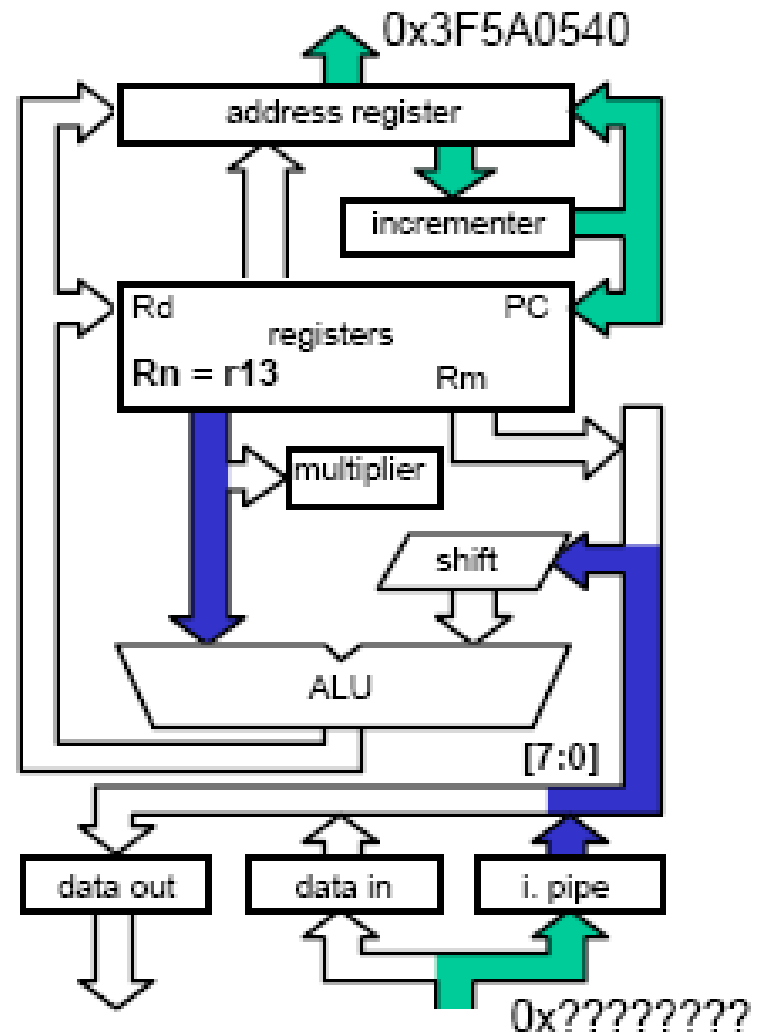 0x3F5A0540
address register
incrementer
Rd
PC
registers
Rn = r13
Rm
multiplier
shift
ALU
[7:0]
data out
data in
i. pipe
0x????????